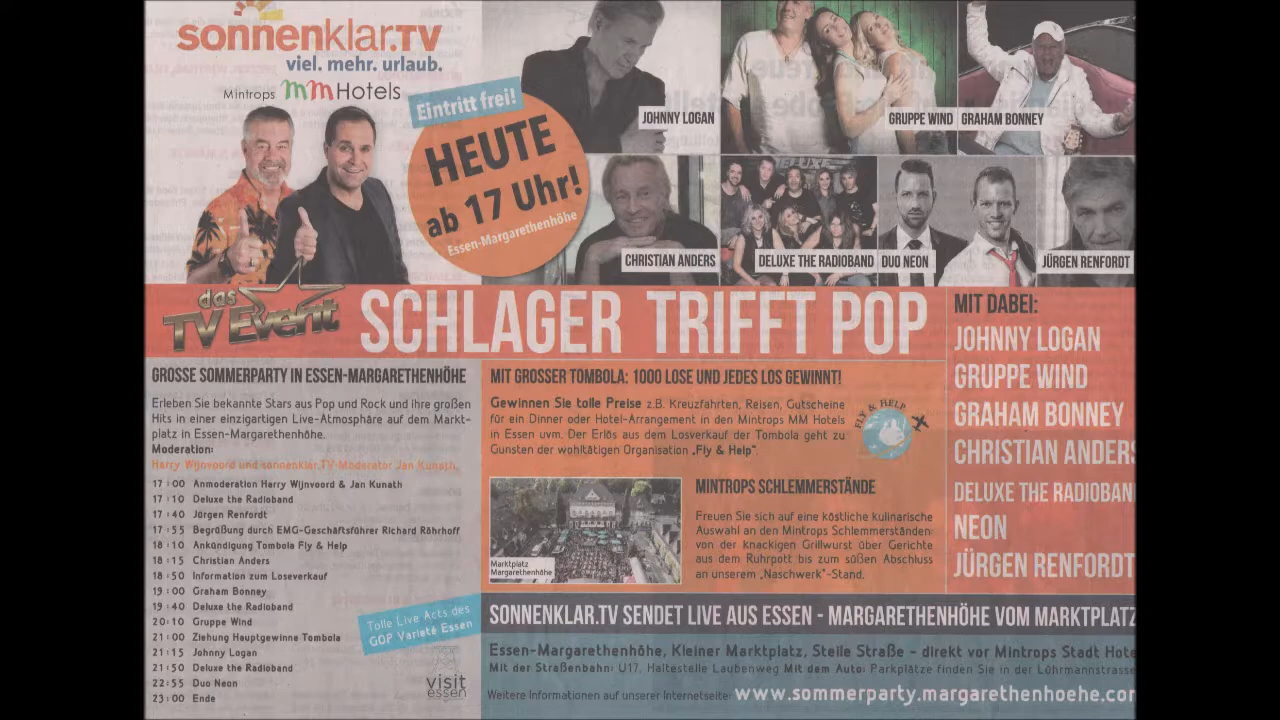 sonnenklar.TV
viel. mehr. urlaub.
Mintrops MM Hotels
Eintritt frei!
HEUTE
ab 17 Uhr!
Essen-Margarethenhöhe
JOHNNY LOGAN
GRUPPE WIND
GRAHAM BONNEY
CHRISTIAN ANDERS
DELUXE THE RADIOBAND
DUO NEON
JÜRGEN RENFORDT
das
TV Event
SCHLAGER TRIFFT POP
MIT DABEI:
JOHNNY LOGAN
GRUPPE WIND
GRAHAM BONNEY
CHRISTIAN ANDERS
DELUXE THE RADIOBAN
NEON
JÜRGEN RENFORDT
GROSSE SOMMERPARTY IN ESSEN-MARGARETHENHÖHE
Erleben Sie bekannte Stars aus Pop und Rock und ihre großen
Hits in einer einzigartigen Live-Atmosphäre auf dem Markt-
platz in Essen-Margarethenhöhe.
Moderation:
Harry Wijnvoord und sonnenklar.TV-Moderator Jan Kunath.
17:00 Anmoderation Harry Wijnvoord & Jan Kunath
17:10 Deluxe the Radioband
17:40 Jürgen Renfordt
17:55 Begrüßung durch EMG-Geschäftsführer Richard Röhrhoff
18:10 Ankündigung Tombola Fly & Help
18:15 Christian Anders
18:50 Information zum Loseverkauf
19:00 Graham Bonney
19:40 Deluxe the Radioband
20:10 Gruppe Wind
21:00 Ziehung Hauptgewinne Tombola
21:15 Johnny Logan
21:50 Deluxe the Radioband
22:55 Duo Neon
23:00 Ende
Tolle Live Acts des
GOP Varieté Essen
visit
essen
MIT GROSSER TOMBOLA: 1000 LOSE UND JEDES LOS GEWINNT!
Gewinnen Sie tolle Preise z.B. Kreuzfahrten, Reisen, Gutscheine
für ein Dinner oder Hotel-Arrangement in den Mintrops MM Hotels
in Essen uvm. Der Erlös aus dem Losverkauf der Tombola geht zu
Gunsten der wohltätigen Organisation „Fly & Help“.
FLY & HELP
Marktplatz
Margarethenhöhe
MINTROPS SCHLEMMERSTÄNDE
Freuen Sie sich auf eine köstliche kulinarische
Auswahl an den Mintrops Schlemmerständen:
von der knackigen Grillwurst über Gerichte
aus dem Ruhrpott bis zum süßen Abschluss
an unserem „Naschwerk“-Stand.
SONNENKLAR.TV SENDET LIVE AUS ESSEN - MARGARETHENHÖHE VOM MARKTPLATZ
Essen-Margarethenhöhe, Kleiner Marktplatz, Steile Straße – direkt vor Mintrops Stadt Hote
Mit der Straßenbahn: U17, Haltestelle Laubenweg Mit dem Auto: Parkplätze finden Sie in der Lührmannstrasse
Weitere Informationen auf unserer Internetseite: www.sommerparty.margarethenhoehe.com